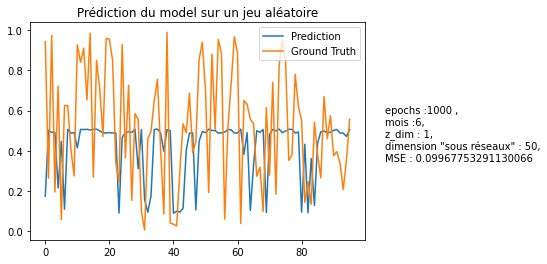 Prédiction du model sur un jeu aléatoire
Prediction
Ground Truth
1.0
0.8
0.6
0.4
0.2
0.0
0 20 40 60 80
epochs :1000 ,
mois :6,
z_dim : 1,
dimension "sous réseaux" : 50,
MSE : 0.09967753291130066